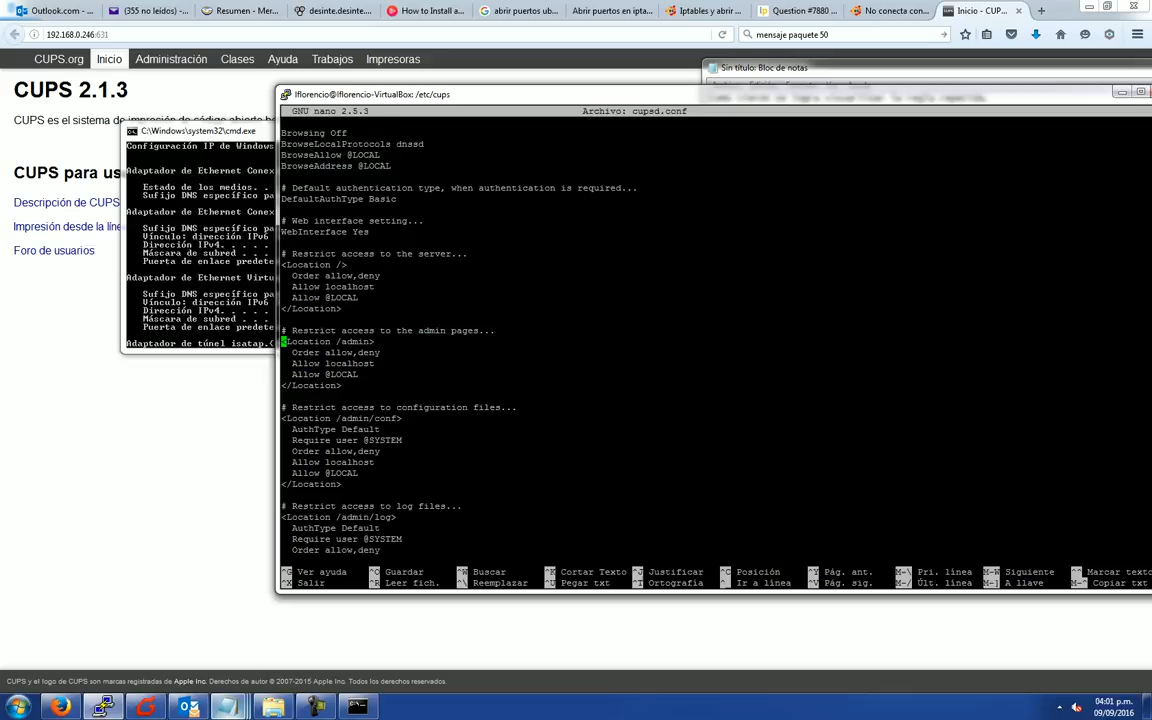 Outlook.com - ...
(355 no leídos) ...
Resumen - Mer...
desinte.desinte....
How to Install a...
abrir puertos ub...
Abrir puertos en ipta...
Iptables y abrir ...
Question #7880 ...
No conecta con...
Inicio - CUP...
192.168.0.246:631
mensaje paquete 50
CUPS.org Inicio Administración Clases Ayuda Trabajos Impresoras
Sin título: Bloc de notas
CUPS 2.1.3
CUPS es el sistema de impresión de código abierto
CUPS para us
Descripción de CUPS
Impresión desde la líne
Foro de usuarios
C:\Windows\system32\cmd.exe
Configuración IP de Windows
Adaptador de Ethernet Conex
Estado de los medios. . .
Sufijo DNS específico pa
Adaptador de Ethernet Conex
Sufijo DNS específico pa
Vínculo: dirección IPv6
Dirección IPv4. . . . .
Máscara de subred . . .
Puerta de enlace predete
Adaptador de Ethernet Virtu
Sufijo DNS específico pa
Vínculo: dirección IPv6
Dirección IPv4. . . . .
Máscara de subred . . .
Puerta de enlace predete
Adaptador de túnel isatap.{
lflorencio@lflorencio-VirtualBox: /etc/cups
GNU nano 2.5.3 Archivo: cupsd.conf
Browsing Off
BrowseLocalProtocols dnssd
BrowseAllow @LOCAL
BrowseAddress @LOCAL
# Default authentication type, when authentication is required...
DefaultAuthType Basic
# Web interface setting...
WebInterface Yes
# Restrict access to the server...
<Location />
Order allow,deny
Allow localhost
Allow @LOCAL
</Location>
# Restrict access to the admin pages...
<Location /admin>
Order allow,deny
Allow localhost
Allow @LOCAL
</Location>
# Restrict access to configuration files...
<Location /admin/conf>
AuthType Default
Require user @SYSTEM
Order allow,deny
Allow localhost
Allow @LOCAL
</Location>
# Restrict access to log files...
<Location /admin/log>
AuthType Default
Require user @SYSTEM
Order allow,deny
^G Ver ayuda ^O Guardar ^W Buscar ^K Cortar Texto ^J Justificar ^C Posición ^Y Pág. ant. M-\ Pri. línea M-W Siguiente ^^ Marcar texto
^X Salir ^R Leer fich. ^\ Reemplazar ^U Pegar txt ^T Ortografía ^_ Ir a línea ^V Pág. sig. M-/ Últ. línea M-] A llave M-^ Copiar txt
CUPS y el logo de CUPS son marcas registradas de Apple Inc. Derechos de autor © 2007-2015 Apple Inc. Todos los derechos reservados.
04:01 p.m.
09/09/2016